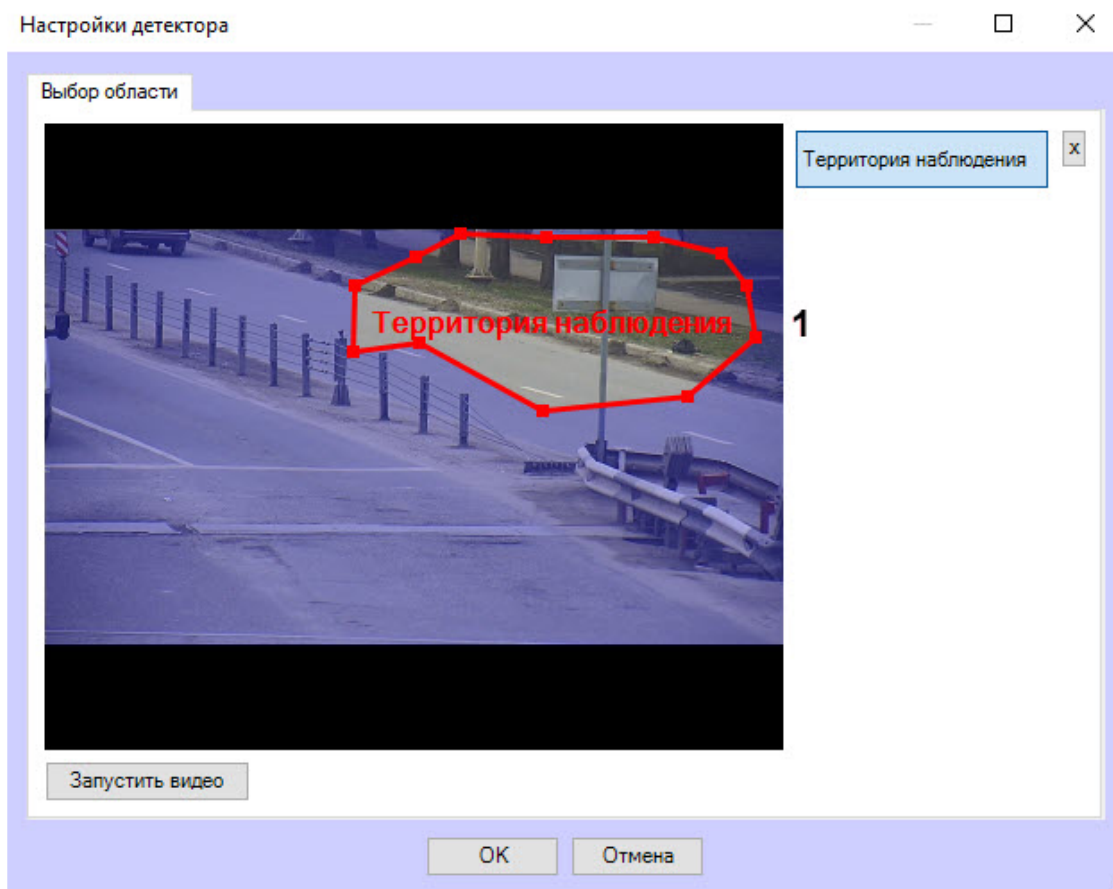 Настройки детектора
Выбор области
Территория наблюдения
x
Территория наблюдения
1
Запустить видео
OK
Отмена